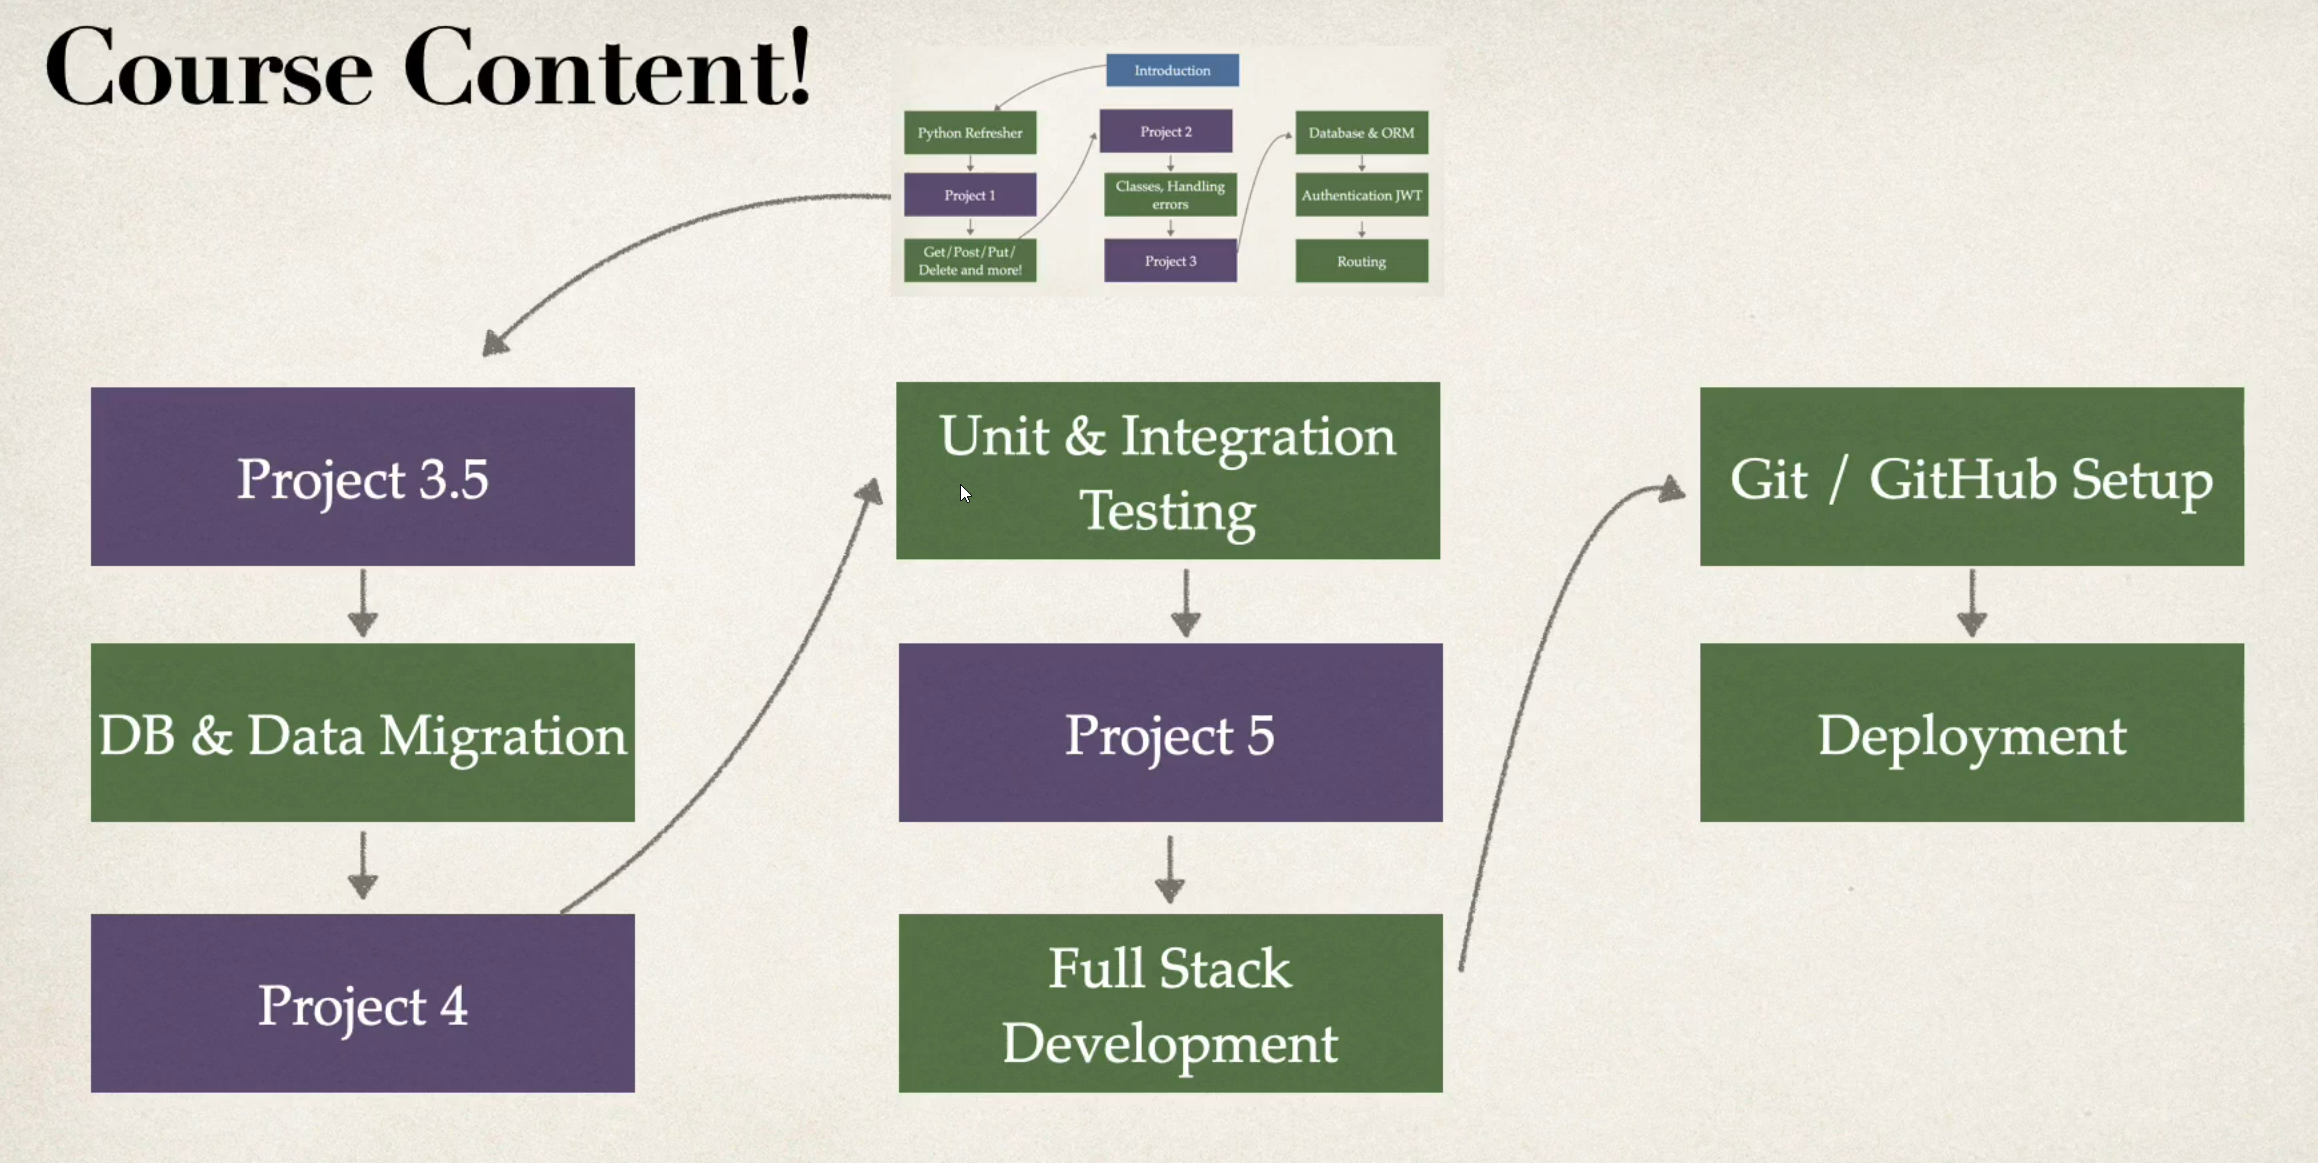 Course Content!
Introduction
Python Refresher
Project 1
Get/Post/Put/
Delete and more!
Project 2
Classes, Handling
errors
Project 3
Database & ORM
Authentication JWT
Routing
Project 3.5
DB & Data Migration
Project 4
Unit & Integration
Testing
Project 5
Full Stack
Development
Git / GitHub Setup
Deployment